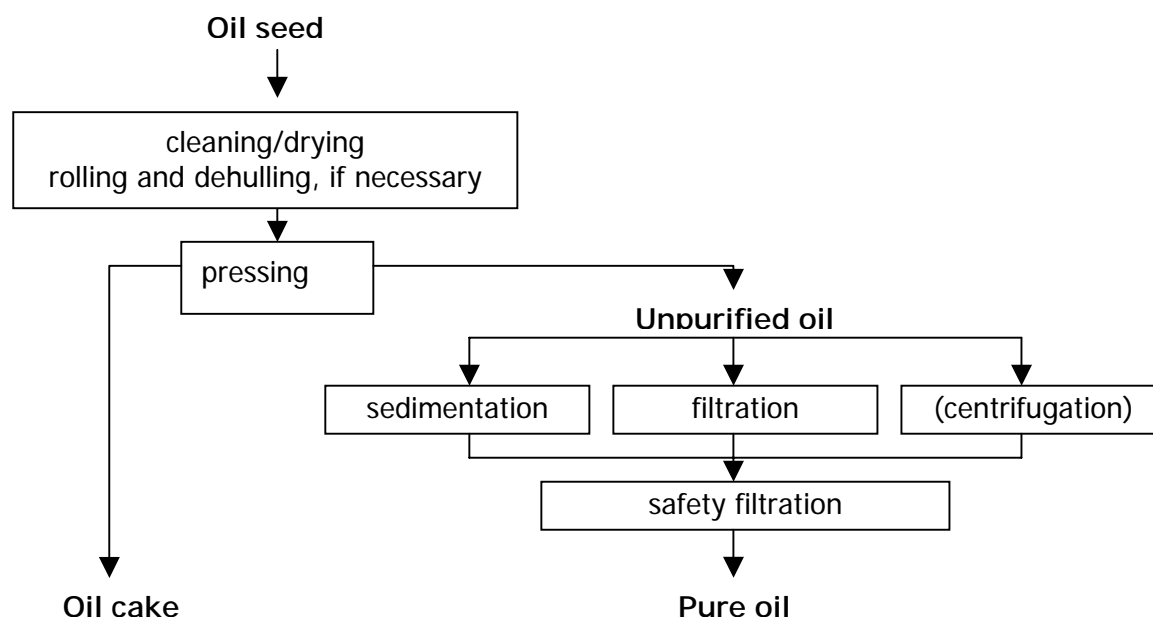 Oil seed
cleaning/drying
rolling and dehulling, if necessary
pressing
Unpurified oil
sedimentation
filtration
(centrifugation)
safety filtration
Oil cake
Pure oil